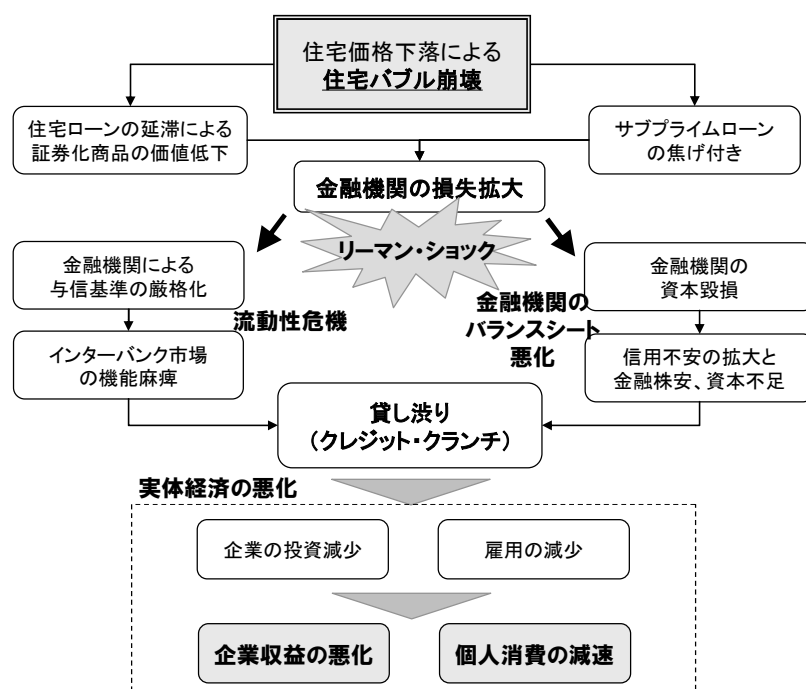 住宅価格下落による
住宅バブル崩壊
住宅ローンの延滞による
証券化商品の価値低下
サブプライムローン
の焦げ付き
金融機関の損失拡大
リーマン・ショック
金融機関による
与信基準の厳格化
金融機関の
資本毀損
流動性危機
金融機関の
バランスシート
悪化
インターバンク市場
の機能麻痺
信用不安の拡大と
金融株安、資本不足
貸し渋り
(クレジット・クランチ)
実体経済の悪化
企業の投資減少
雇用の減少
企業収益の悪化
個人消費の減速